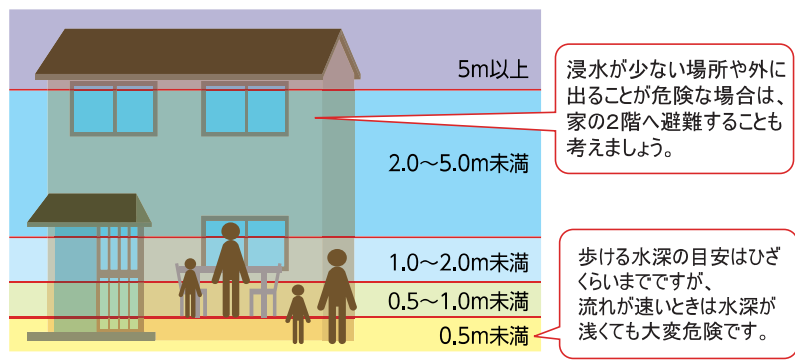 5m以上
2.0～5.0m未満
1.0～2.0m未満
0.5～1.0m未満
0.5m未満
浸水が少ない場所や外に
出ることが危険な場合は、
家の2階へ避難することも
考えましょう。
歩ける水深の目安はひざ
くらいまでですが、
流れが速いときは水深が
浅くても大変危険です。